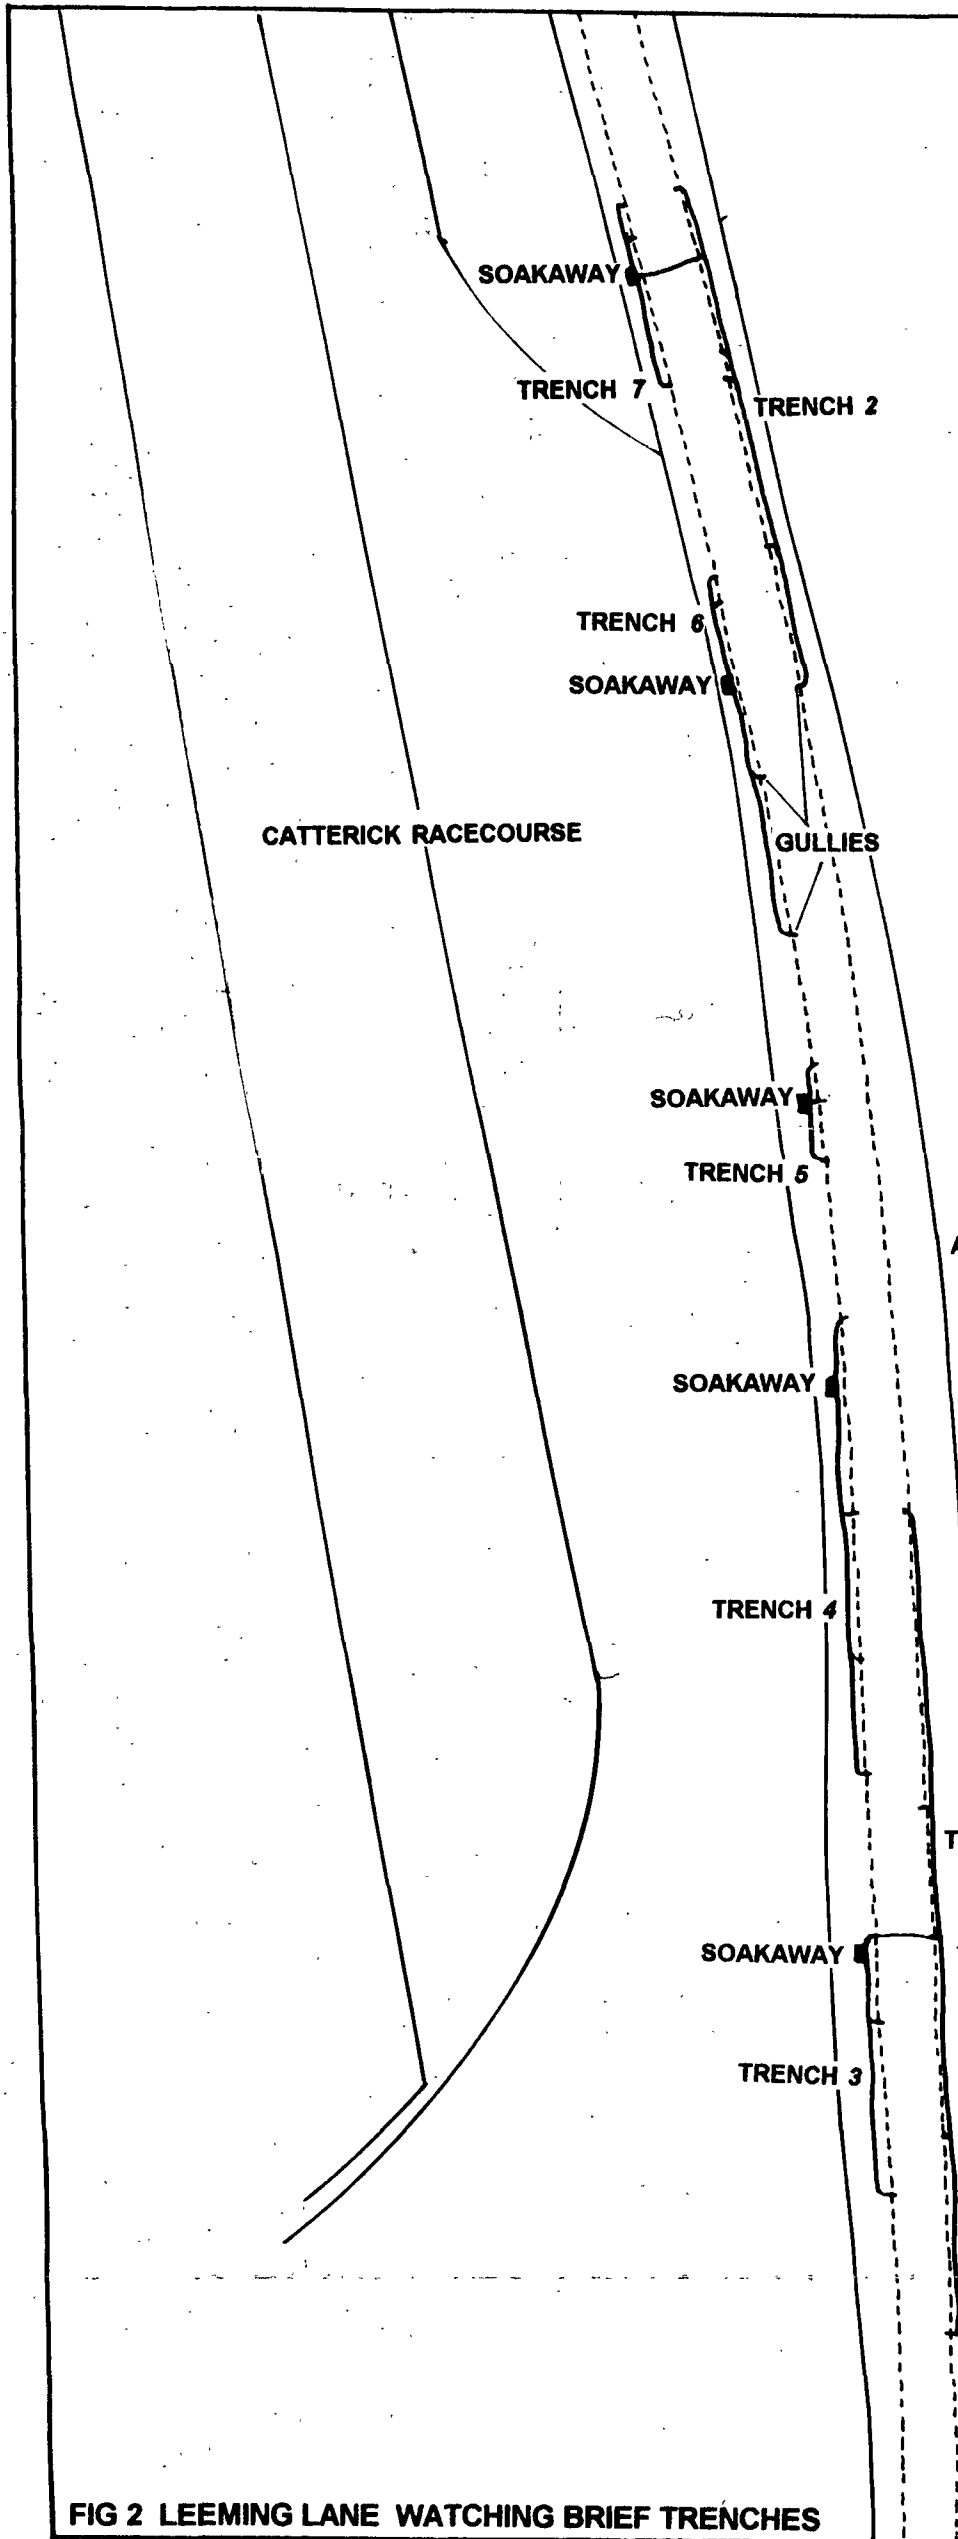 SOAKAWAY
TRENCH 7
TRENCH 2
TRENCH 6
SOAKAWAY
CATTERICK RACECOURSE
GULLIES
SOAKAWAY
TRENCH 5
SOAKAWAY
TRENCH 4
T
SOAKAWAY
TRENCH 3
FIG 2 LEEMING LANE WATCHING BRIEF TRENCHES